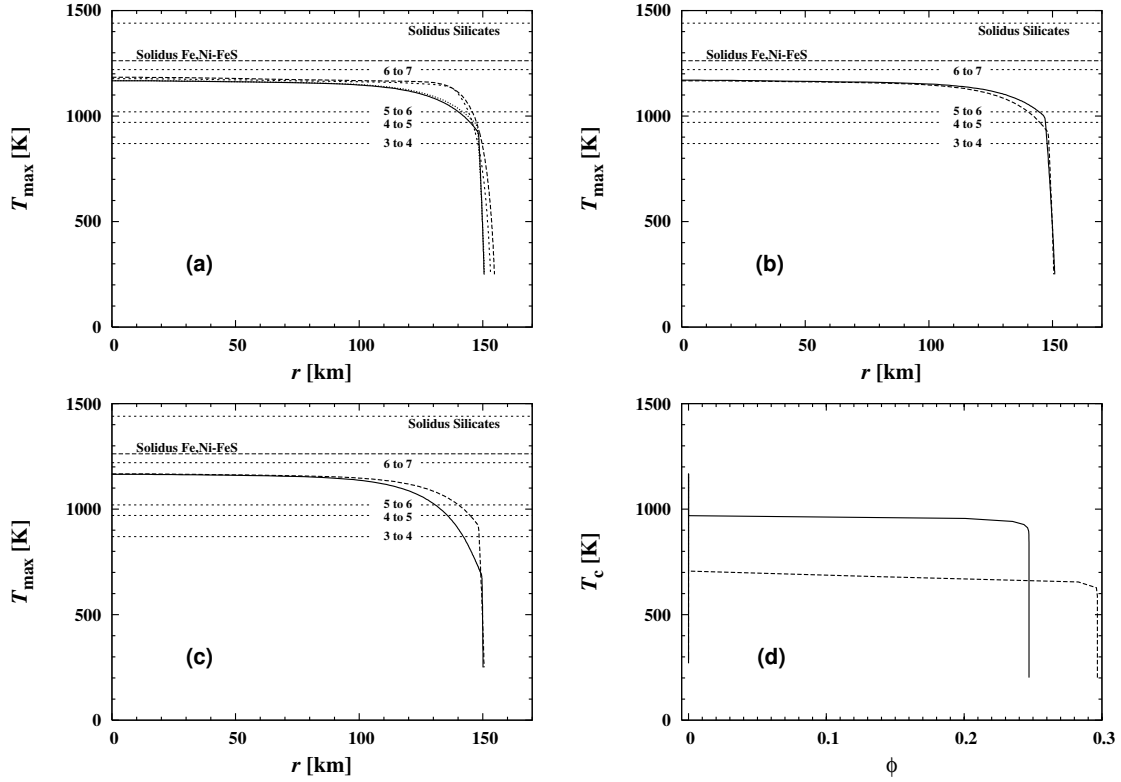 1500
Solidus Silicates
Solidus Fe,Ni-FeS
6 to 7
1000
5 to 6
4 to 5
3 to 4
500
0
T_max [K]
(a)
0 50 100 150
r [km]
1500
Solidus Silicates
Solidus Fe,Ni-FeS
6 to 7
1000
5 to 6
4 to 5
3 to 4
500
0
T_max [K]
(b)
0 50 100 150
r [km]
1500
Solidus Silicates
Solidus Fe,Ni-FeS
6 to 7
1000
5 to 6
4 to 5
3 to 4
500
0
T_max [K]
(c)
0 50 100 150
r [km]
1500
1000
500
0
T_c [K]
(d)
0 0.1 0.2 0.3
ϕ